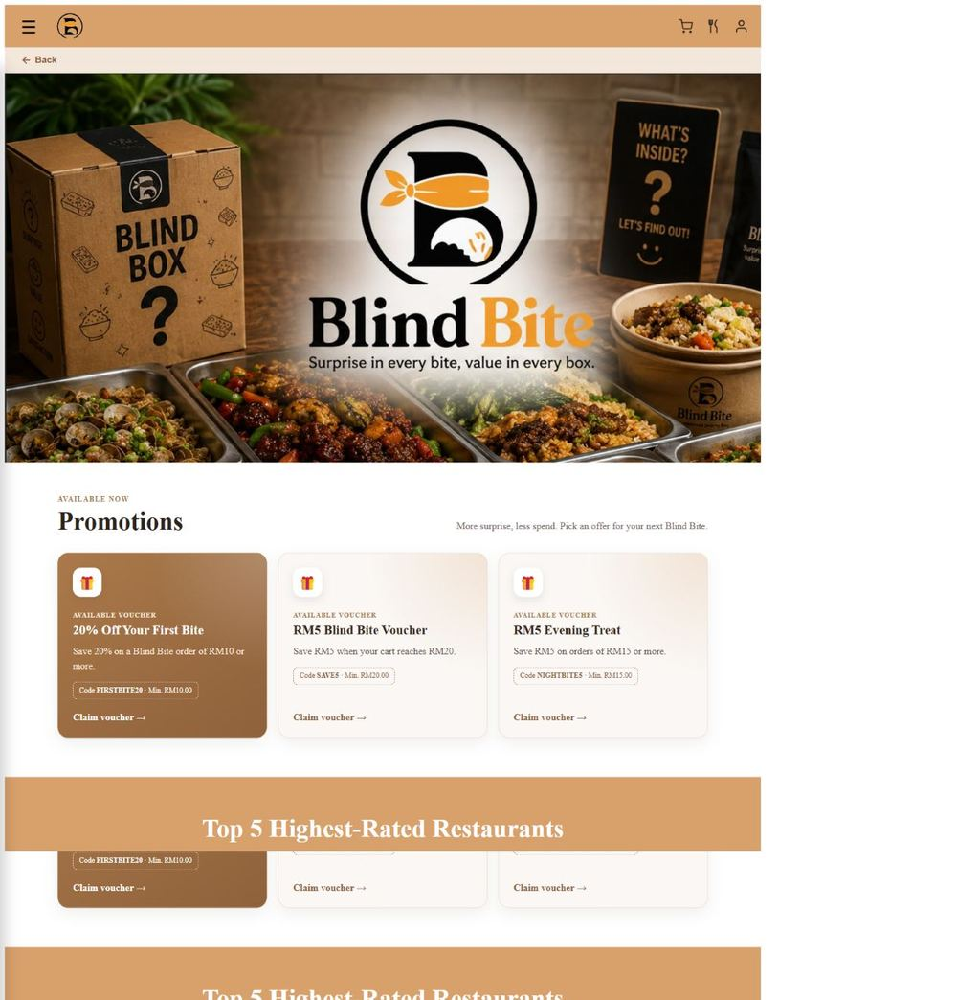 ← Back
BLIND
BOX
?
WHAT'S
INSIDE?
?
LET'S FIND OUT!
Blind Bite
Surprise in every bite, value in every box.
Blind Bite
AVAILABLE NOW
Promotions
More surprise, less spend. Pick an offer for your next Blind Bite.
AVAILABLE VOUCHER
20% Off Your First Bite
Save 20% on a Blind Bite order of RM10 or
more.
Code FIRSTBITE20 · Min. RM10.00
Claim voucher →
AVAILABLE VOUCHER
RM5 Blind Bite Voucher
Save RM5 when your cart reaches RM20.
Code SAVE5 · Min. RM20.00
Claim voucher →
AVAILABLE VOUCHER
RM5 Evening Treat
Save RM5 on orders of RM15 or more.
Code NIGHTBITE5 · Min. RM15.00
Claim voucher →
Top 5 Highest-Rated Restaurants
Code FIRSTBITE20 · Min. RM10.00
Claim voucher →
Claim voucher →
Claim voucher →
Top 5 Highest-Rated Restaurants